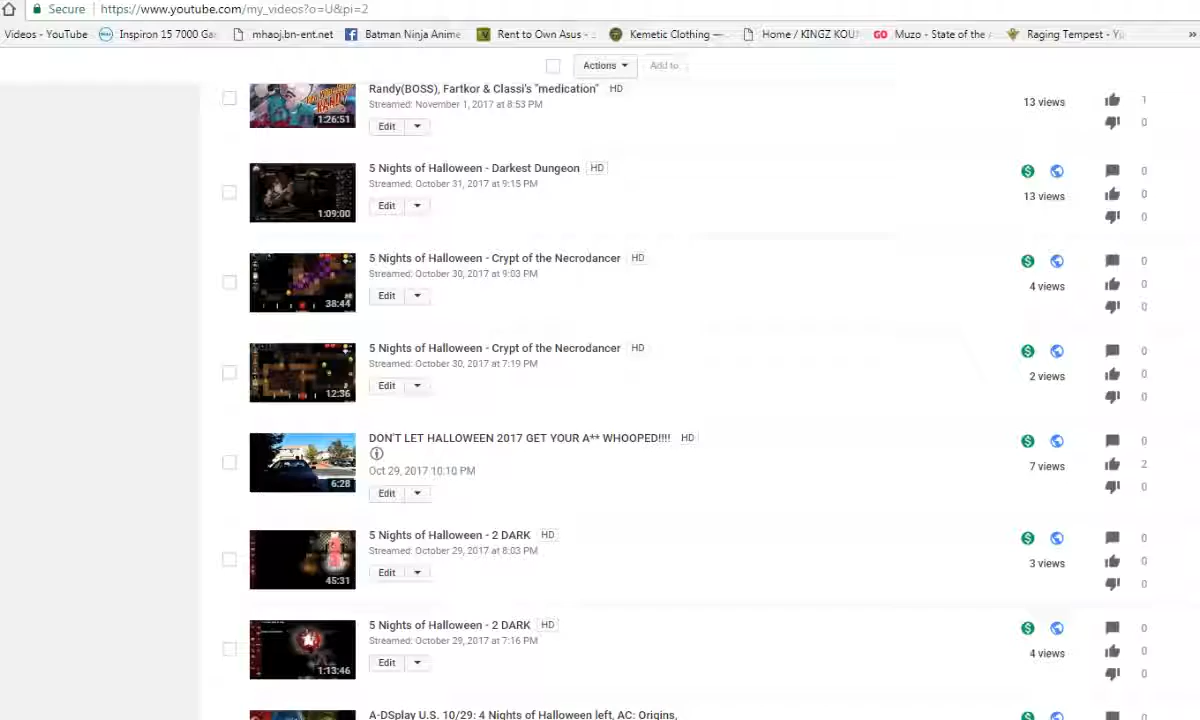 Secure https://www.youtube.com/my_videos?o=U&pi=2
Videos - YouTube Inspiron 15 7000 Ga mhaoj.bn-ent.net Batman Ninja Anime Rent to Own Asus - Kemetic Clothing — Home / KINGZ KOU GO Muzo - State of the Raging Tempest - »
Actions Add to
Randy(BOSS), Fartkor & Classi's "medication" HD
Streamed: November 1, 2017 at 8:53 PM
1:26:51
Edit
13 views
1
0
5 Nights of Halloween - Darkest Dungeon HD
Streamed: October 31, 2017 at 9:15 PM
1:09:00
Edit
13 views
0
0
0
5 Nights of Halloween - Crypt of the Necrodancer HD
Streamed: October 30, 2017 at 9:03 PM
38:44
Edit
4 views
0
0
0
5 Nights of Halloween - Crypt of the Necrodancer HD
Streamed: October 30, 2017 at 7:19 PM
12:36
Edit
2 views
0
0
0
DON'T LET HALLOWEEN 2017 GET YOUR A** WHOOPED!!!! HD
Oct 29, 2017 10:10 PM
6:28
Edit
7 views
0
2
0
5 Nights of Halloween - 2 DARK HD
Streamed: October 29, 2017 at 8:03 PM
45:31
Edit
3 views
0
0
0
5 Nights of Halloween - 2 DARK HD
Streamed: October 29, 2017 at 7:16 PM
1:13:46
Edit
4 views
0
0
0
A-DSplay U.S. 10/29: 4 Nights of Halloween left, AC: Origins,
0